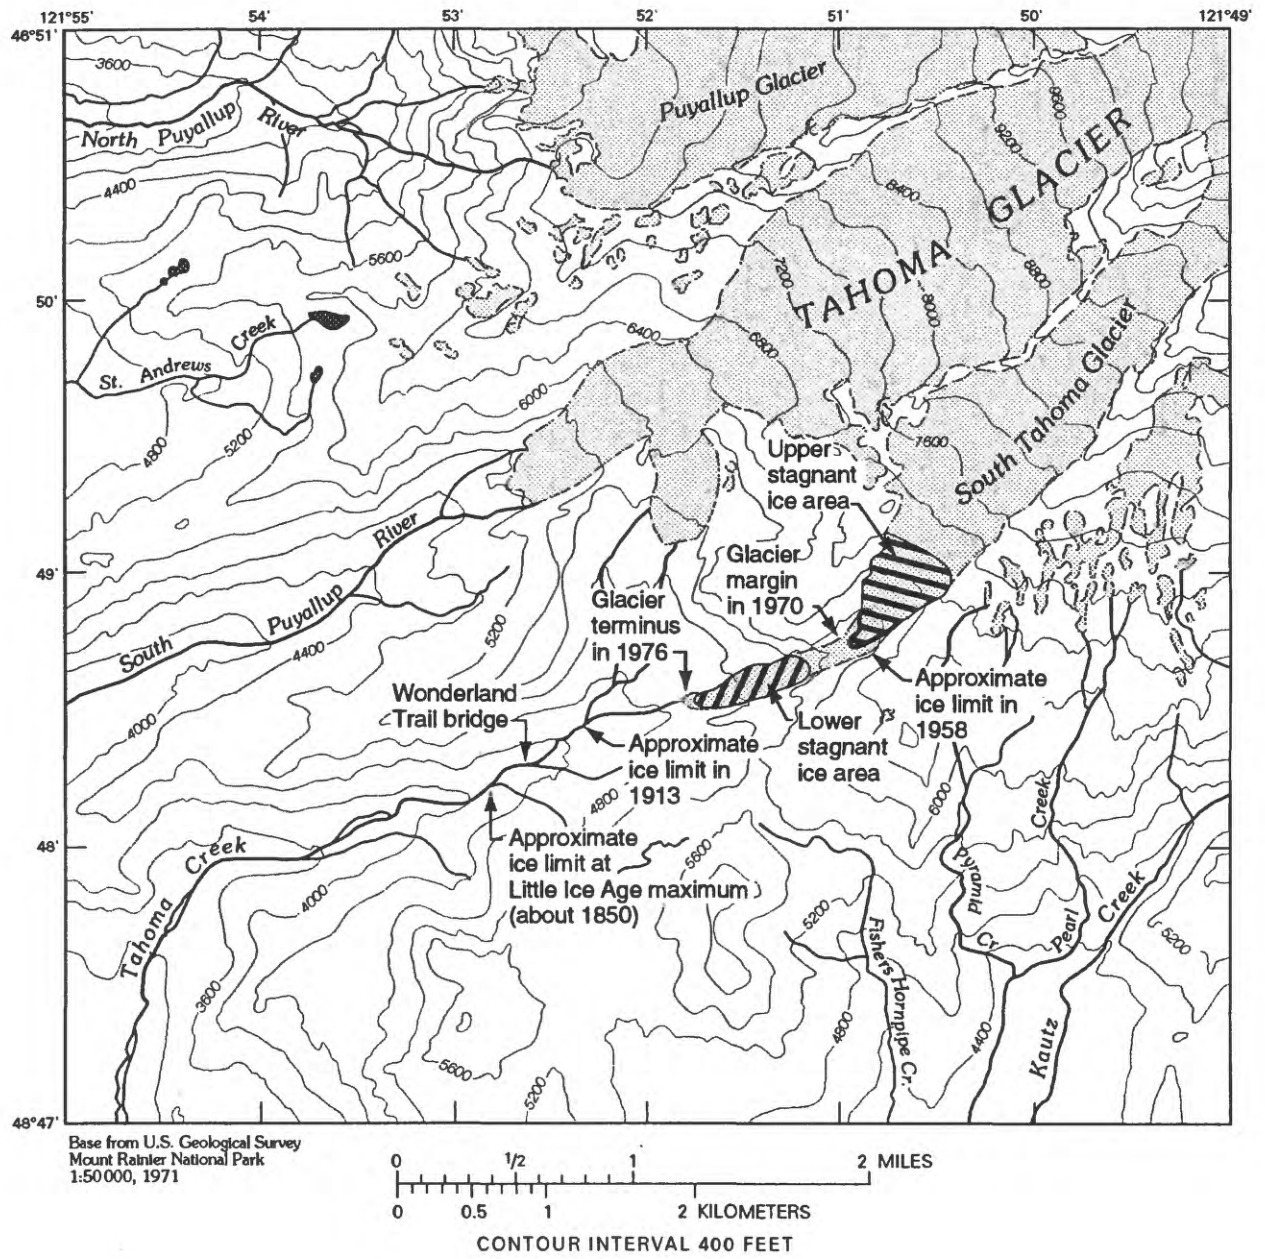 121°55'
54'
53'
52'
51'
50'
121°49'
46°51'
3600
Puyallup Glacier
9600
North Puyallup River
9200
GLACIER
4400
8400
5600
7200
TAHOMA
8800
50'
8000
Creek
6400
6800
South Tahoma Glacier
St. Andrews
6000
4800
5200
7600
Upper
stagnant
ice area
River
Glacier
margin
in 1970
49'
Glacier
terminus
in 1976
Puyallup
5200
South
4400
Approximate
ice limit in
1958
Wonderland
Trail bridge
4000
Lower
stagnant
ice area
Approximate
ice limit in
1913
4800
6000
Creek
48'
Creek
Approximate
ice limit at
Little Ice Age maximum
(about 1850)
5600
Pyramid
Cr
Pearl
Creek
4000
5200
5200
Tahoma
Fishers Hornpipe Cr.
3600
4800
4400
Kautz
5600
5200
48°47'
Base from U.S. Geological Survey
Mount Rainier National Park
1:50 000, 1971
0 1/2 1 2 MILES
0 0.5 1 2 KILOMETERS
CONTOUR INTERVAL 400 FEET